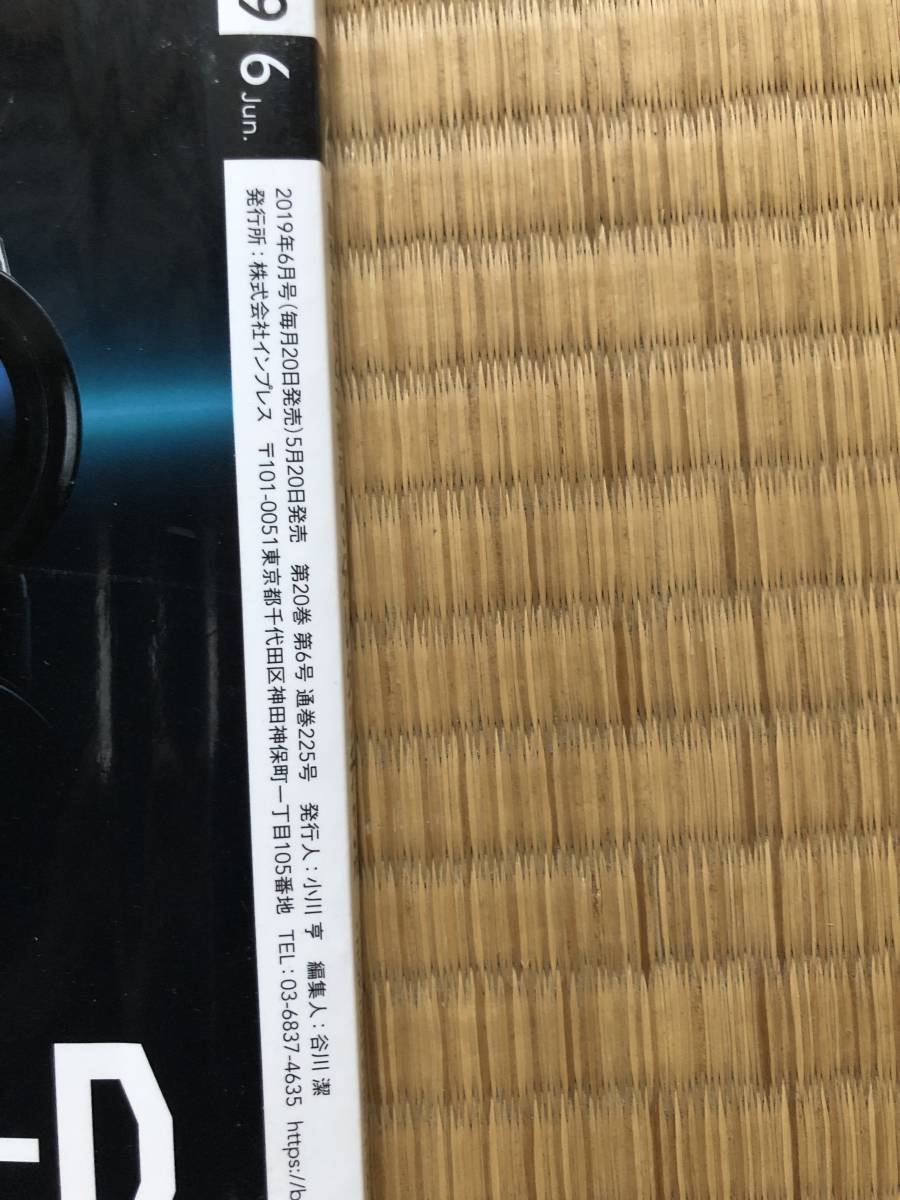 9 6 Jun.
2019年6月号(毎月20日発売)5月20日発売 第20巻 第6号 通巻225号 発行人:小川 亨 編集人:谷川 潔
発行所:株式会社インプレス 〒101-0051東京都千代田区神田神保町一丁目105番地 TEL:03-6837-4635 https://b